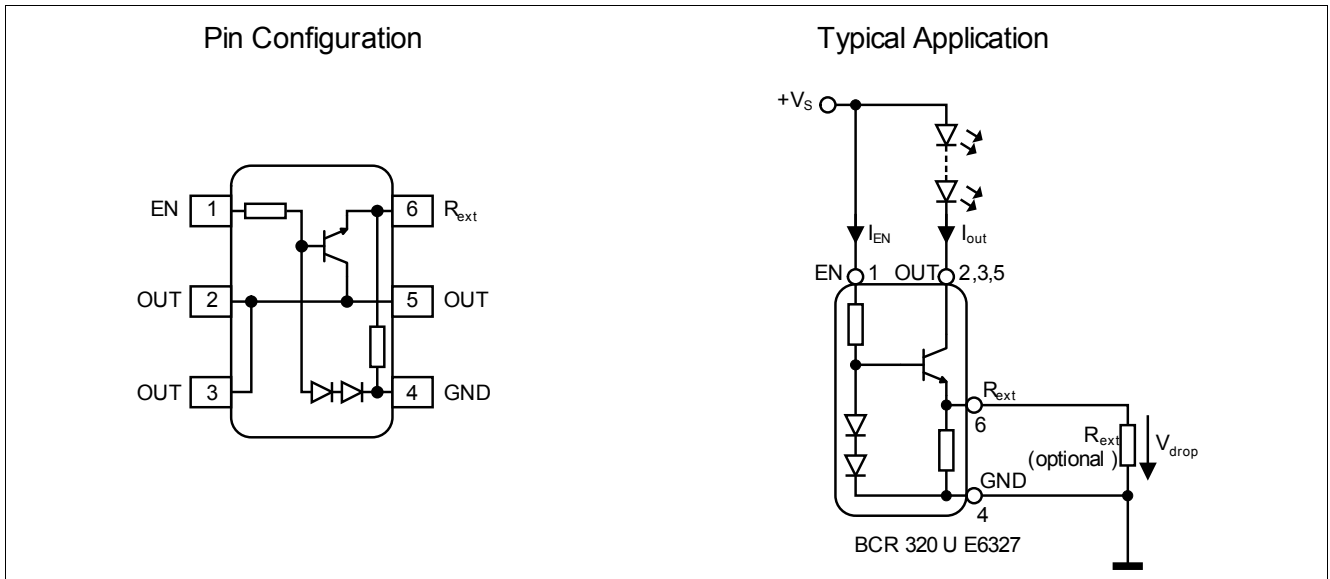 Pin Configuration
EN 1
6 Rext
OUT 2
5 OUT
OUT 3
4 GND
Typical Application
+VS
IEN
Iout
EN 1 OUT 2,3,5
Rext
6
Rext
(optional )
Vdrop
GND
4
BCR 320 U E6327